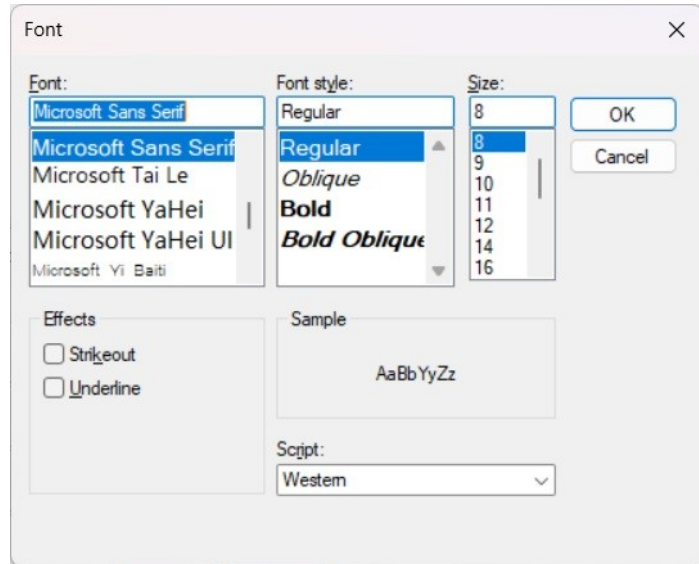 Font
Font:
Microsoft Sans Serif
Microsoft Sans Serif
Microsoft Tai Le
Microsoft YaHei
Microsoft YaHei UI
Microsoft Yi Baiti
Font style:
Regular
Regular
Oblique
Bold
Bold Oblique
Size:
8
8
9
10
11
12
14
16
OK
Cancel
Effects
Strikeout
Underline
Sample
AaBbYyZz
Script:
Western